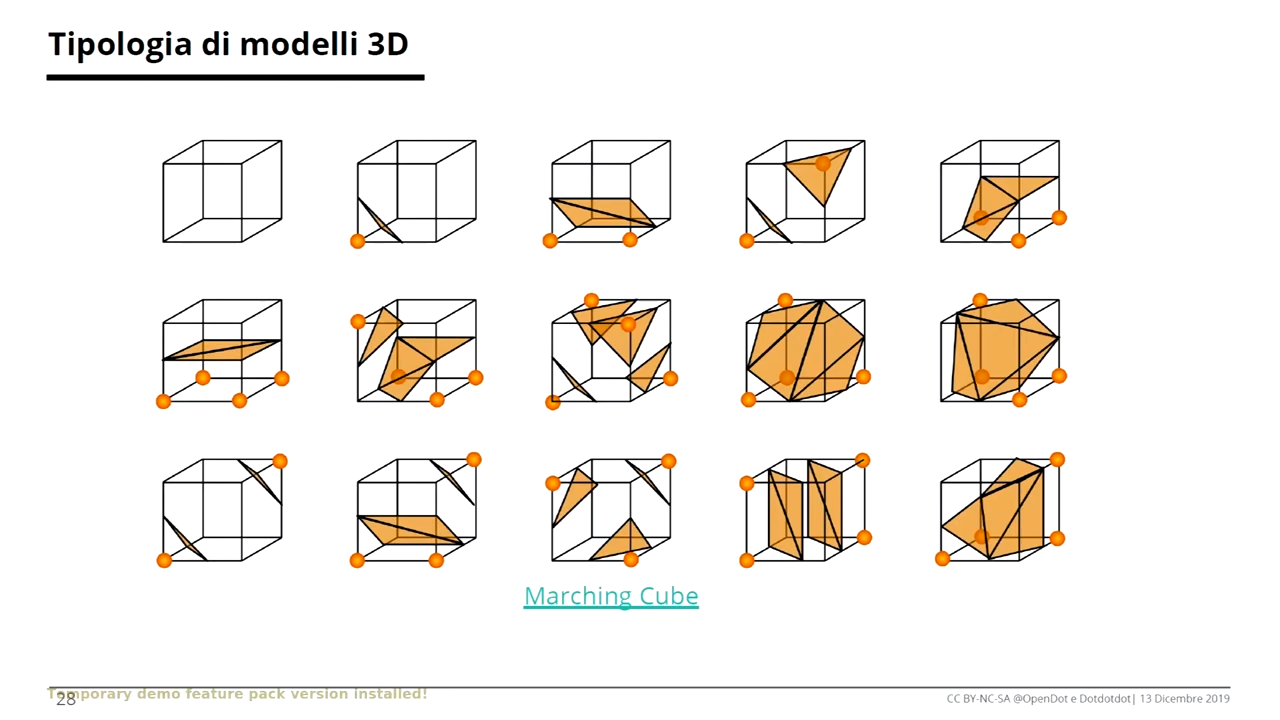 Tipologia di modelli 3D
Marching Cube
Temporary demo feature pack version installed!
28
CC BY-NC-SA @OpenDot e Dotdotdot| 13 Dicembre 2019